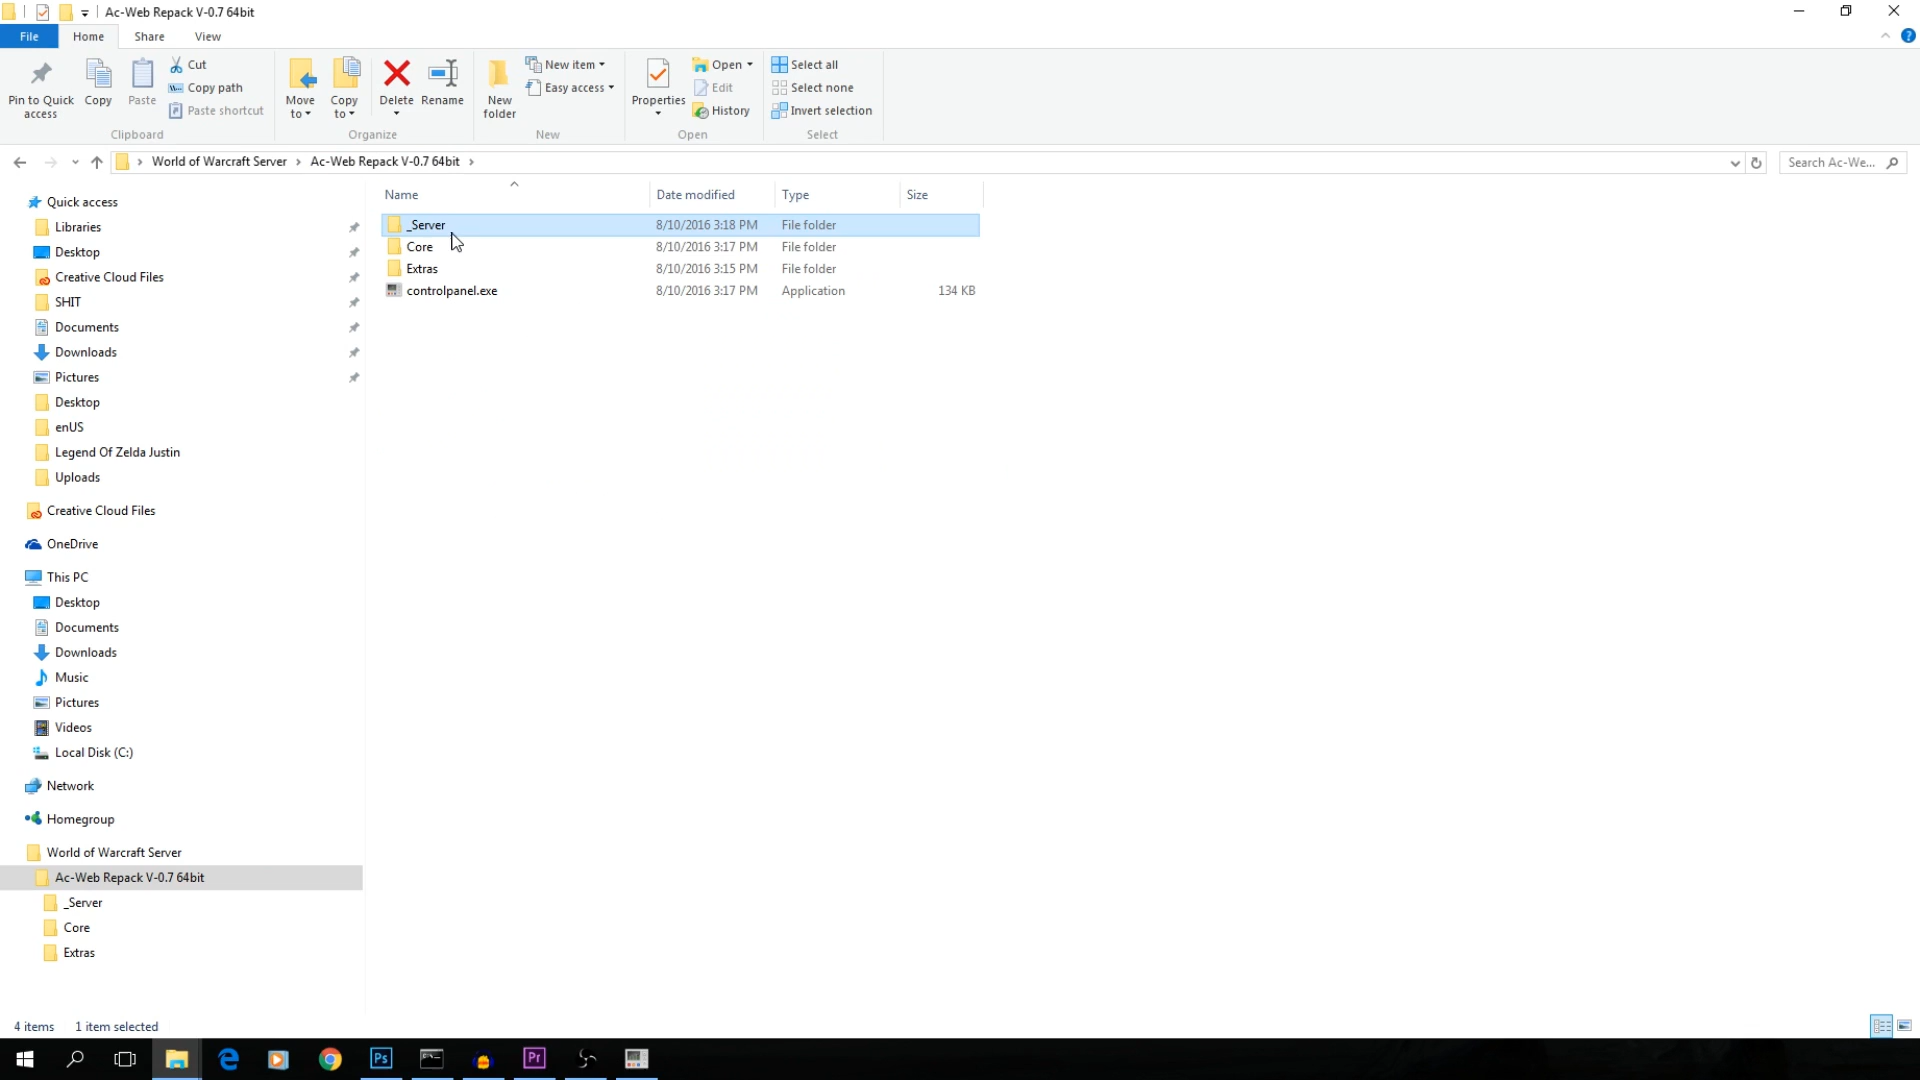 Ac-Web Repack V-0.7 64bit
File Home Share View
Pin to Quick access
Copy
Paste
Cut
Copy path
Paste shortcut
Clipboard
Move to
Copy to
Delete
Rename
Organize
New folder
New item
Easy access
New
Properties
Open
Edit
History
Open
Select all
Select none
Invert selection
Select
World of Warcraft Server › Ac-Web Repack V-0.7 64bit ›
Search Ac-We...
Name Date modified Type Size
_Server 8/10/2016 3:18 PM File folder
Core 8/10/2016 3:17 PM File folder
Extras 8/10/2016 3:15 PM File folder
controlpanel.exe 8/10/2016 3:17 PM Application 134 KB
Quick access
Libraries
Desktop
Creative Cloud Files
SHIT
Documents
Downloads
Pictures
Desktop
enUS
Legend Of Zelda Justin
Uploads
Creative Cloud Files
OneDrive
This PC
Desktop
Documents
Downloads
Music
Pictures
Videos
Local Disk (C:)
Network
Homegroup
World of Warcraft Server
Ac-Web Repack V-0.7 64bit
_Server
Core
Extras
4 items 1 item selected
Ps
Pr